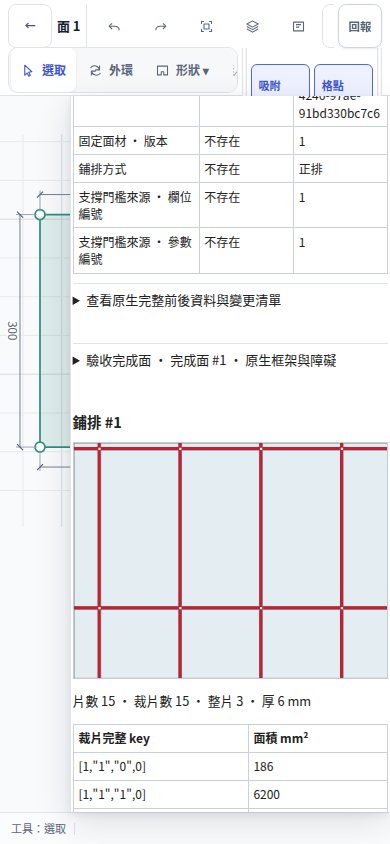 ← 面 1 回報
選取 外環 形狀 ▾ 吸附 格點
91bd330bc7c6
固定面材 · 版本 不存在 1
鋪排方式 不存在 正排
支撐門檻來源 · 欄位編號 不存在 1
支撐門檻來源 · 參數編號 不存在 1
▶ 查看原生完整前後資料與變更清單
300
▶ 驗收完成面 · 完成面 #1 · 原生框架與障礙
鋪排 #1
片數 15 · 裁片數 15 · 整片 3 · 厚 6 mm
裁片完整 key 面積 mm²
[1,"1","0",0] 186
[1,"1","1",0] 6200
工具：選取